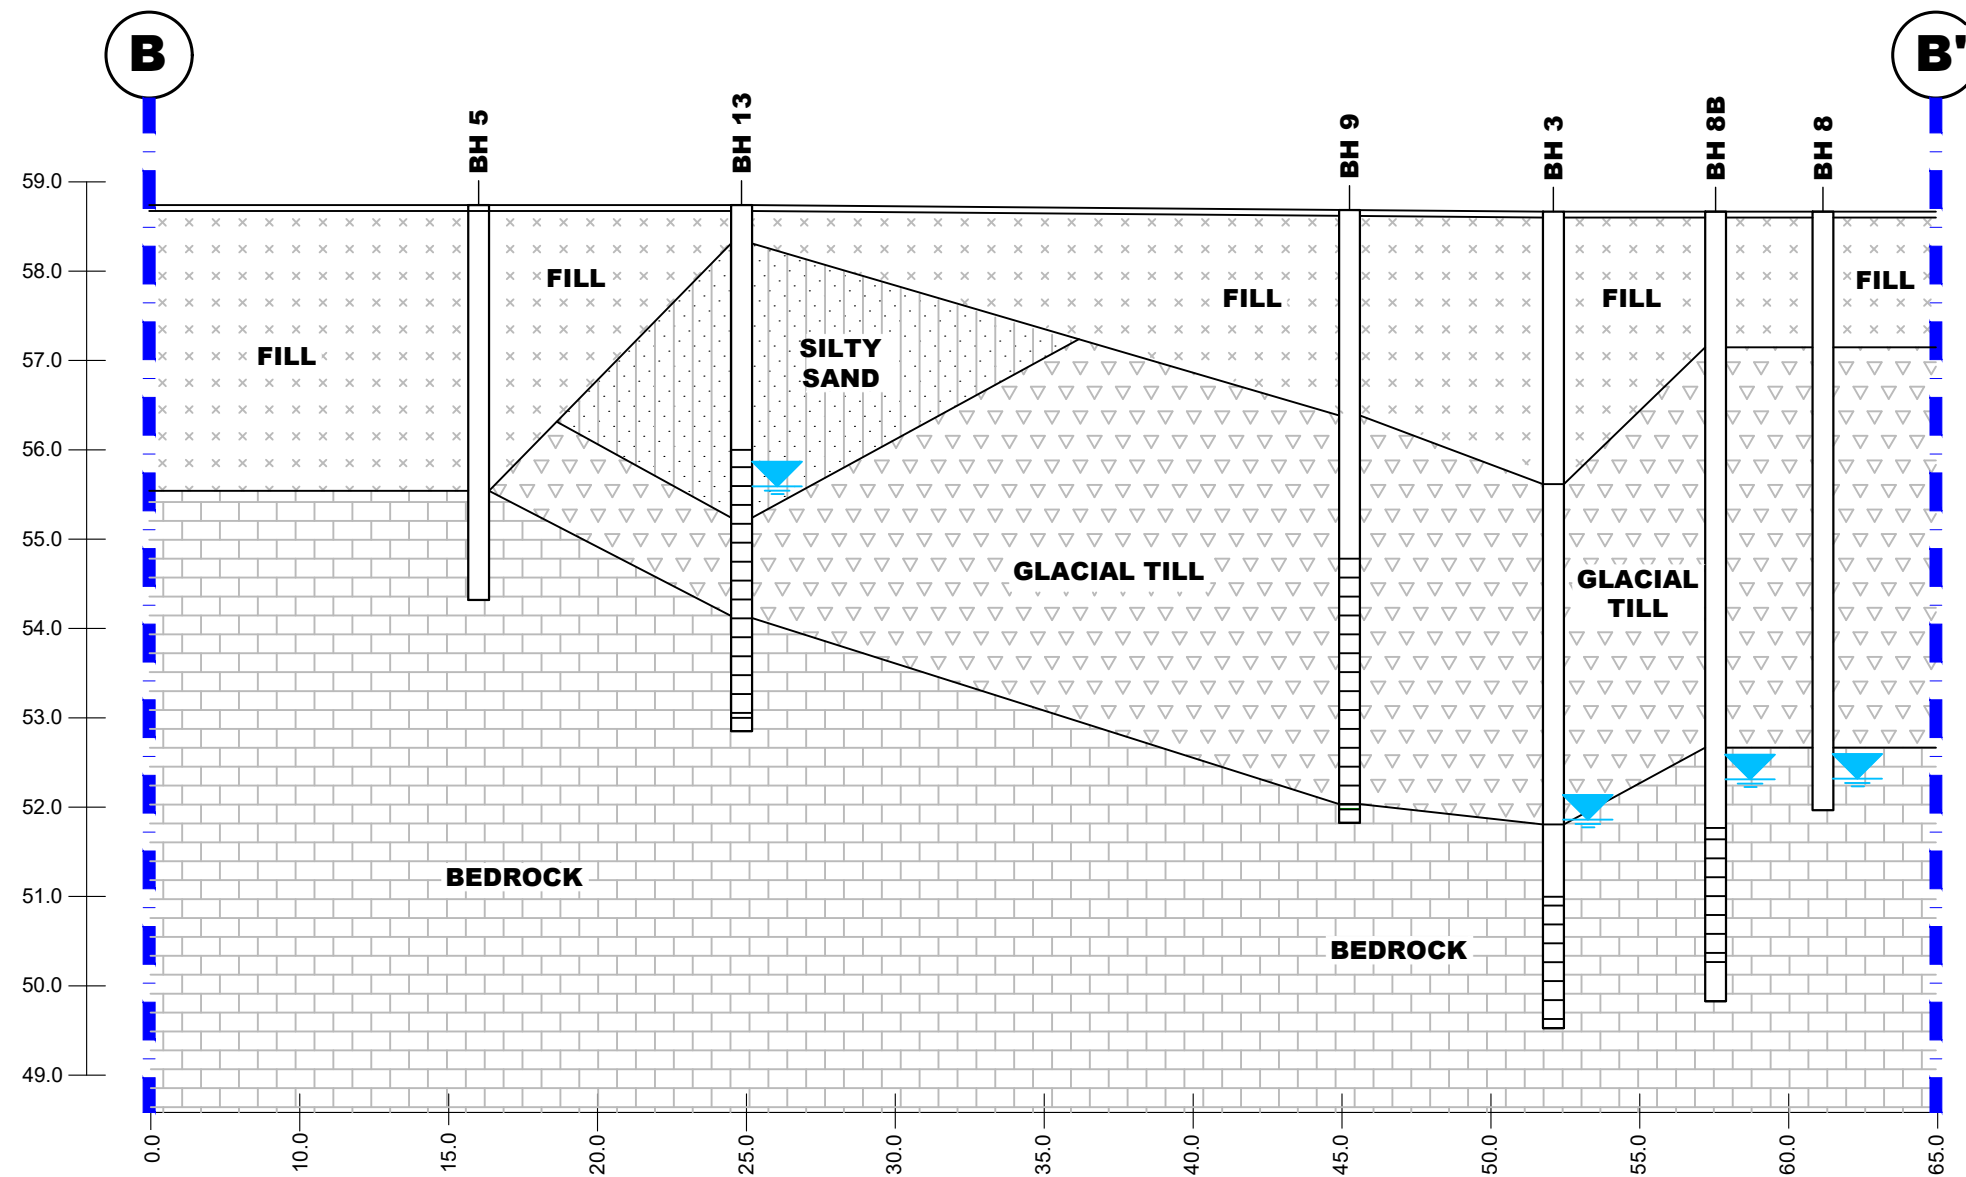 B
B'
BH 5
BH 13
BH 9
BH 3
BH 8B
BH 8
59.0
58.0
57.0
56.0
55.0
54.0
53.0
52.0
51.0
50.0
49.0
FILL
FILL
FILL
FILL
FILL
SILTY
SAND
GLACIAL TILL
GLACIAL
TILL
BEDROCK
BEDROCK
0.0
10.0
15.0
20.0
25.0
30.0
35.0
40.0
45.0
50.0
55.0
60.0
65.0